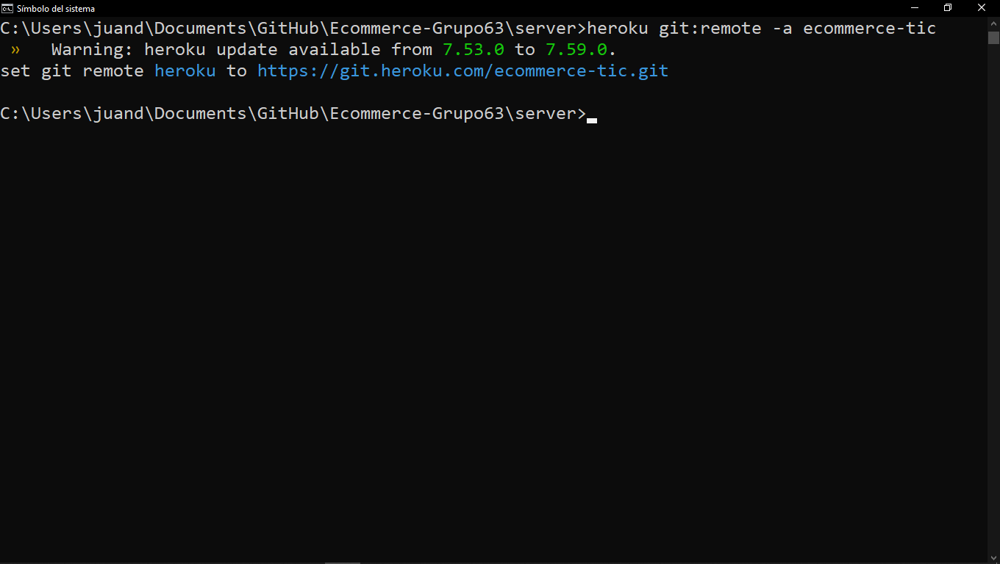 Símbolo del sistema
C:\Users\juand\Documents\GitHub\Ecommerce-Grupo63\server>heroku git:remote -a ecommerce-tic
»   Warning: heroku update available from 7.53.0 to 7.59.0.
set git remote heroku to https://git.heroku.com/ecommerce-tic.git
C:\Users\juand\Documents\GitHub\Ecommerce-Grupo63\server>